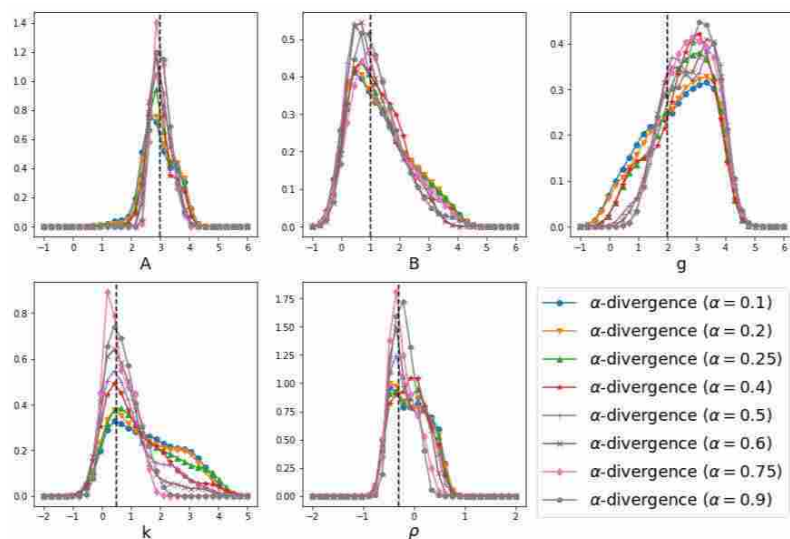 1.4
1.2
1.0
0.8
0.6
0.4
0.2
0.0
-1 0 1 2 3 4 5 6
A
0.5
0.4
0.3
0.2
0.1
0.0
-1 0 1 2 3 4 5 6
B
0.4
0.3
0.2
0.1
0.0
-1 0 1 2 3 4 5 6
g
0.8
0.6
0.4
0.2
0.0
-2 -1 0 1 2 3 4 5
k
1.75
1.50
1.25
1.00
0.75
0.50
0.25
0.00
-2 -1 0 1 2
ρ
α-divergence (α = 0.1)
α-divergence (α = 0.2)
α-divergence (α = 0.25)
α-divergence (α = 0.4)
α-divergence (α = 0.5)
α-divergence (α = 0.6)
α-divergence (α = 0.75)
α-divergence (α = 0.9)